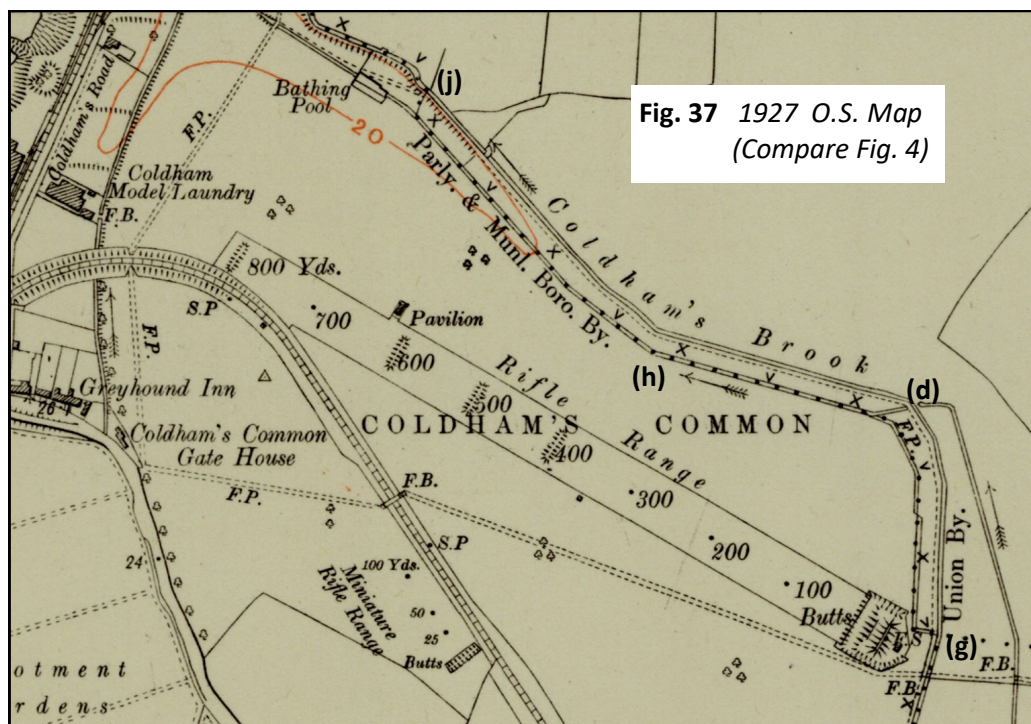 Fig. 37 1927 O.S. Map
(Compare Fig. 4)
(j)
Bathing
Pool
Coldham's Road
F.P.
20
Coldham
Model Laundry
F.B.
Parly. & Munl. Boro. By.
Coldham's Brook
800 Yds.
S.P
700
Pavilion
600
F.P.
Greyhound Inn
26
500
Rifle Range
(h)
(d)
COLDHAM'S COMMON
F.P.
Coldham's Common
Gate House
400
F.P.
F.B.
300
24
S.P
200
100 Yds.
Miniature
Rifle Range
50
25
Butts
100
Butts
Union By.
F S
(g)
F.B.
F.B.
otment
rdens